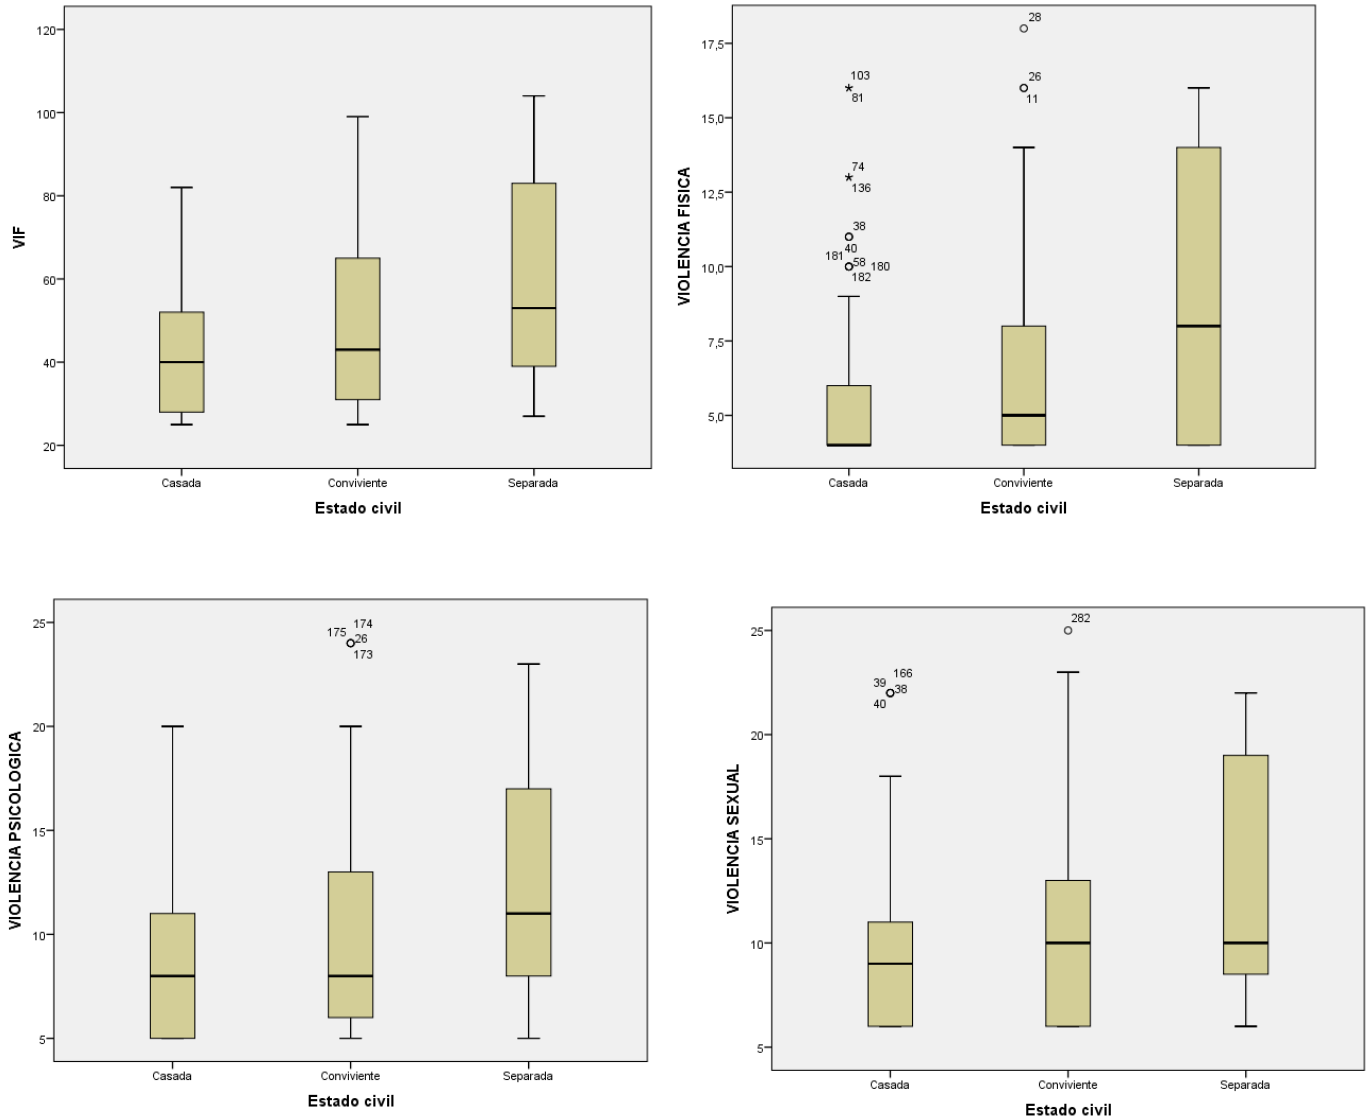 120
100
80
60
40
20
VIF
Casada
Conviviente
Separada
Estado civil
17,5
15,0
12,5
10,0
7,5
5,0
VIOLENCIA FISICA
28
103
81
26
11
74
136
38
40
181
58
180
182
Casada
Conviviente
Separada
Estado civil
25
20
15
10
5
VIOLENCIA PSICOLOGICA
174
175
26
173
Casada
Conviviente
Separada
Estado civil
25
20
15
10
5
VIOLENCIA SEXUAL
282
166
39
38
40
Casada
Conviviente
Separada
Estado civil